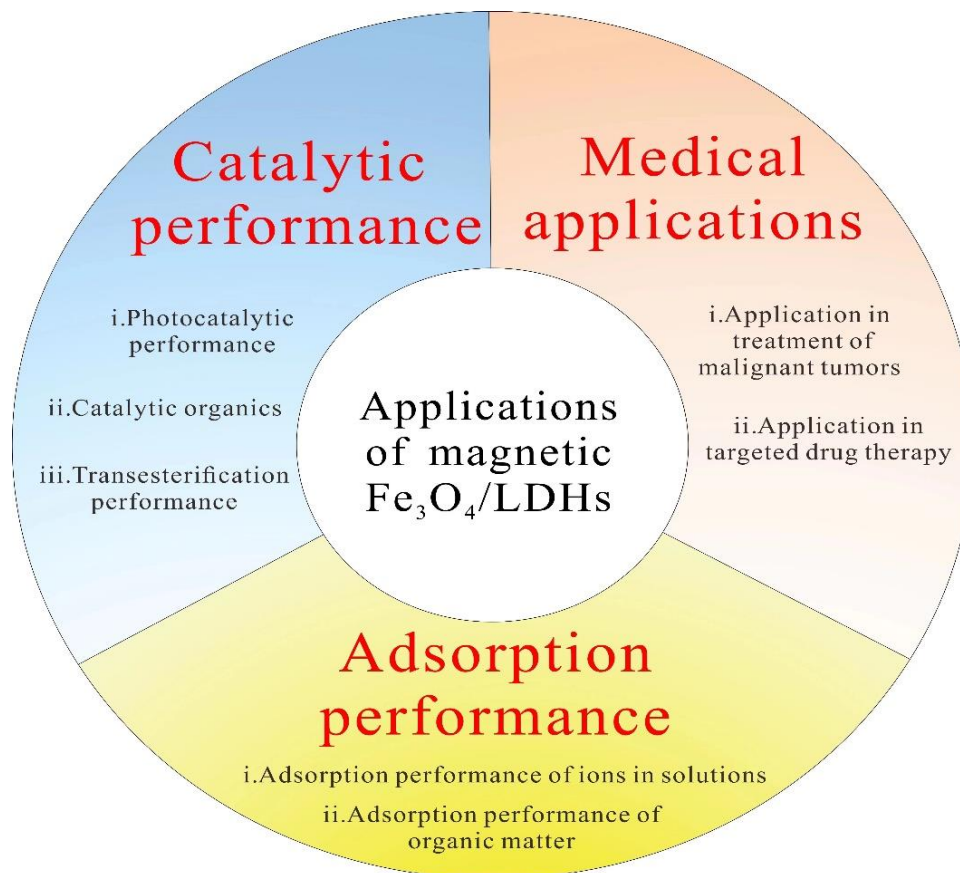 Catalytic
performance
i.Photocatalytic
performance
ii.Catalytic organics
iii.Transesterification
performance
Medical
applications
i.Application in
treatment of
malignant tumors
ii.Application in
targeted drug therapy
Applications
of magnetic
Fe₃O₄/LDHs
Adsorption
performance
i.Adsorption performance of ions in solutions
ii.Adsorption performance of
organic matter